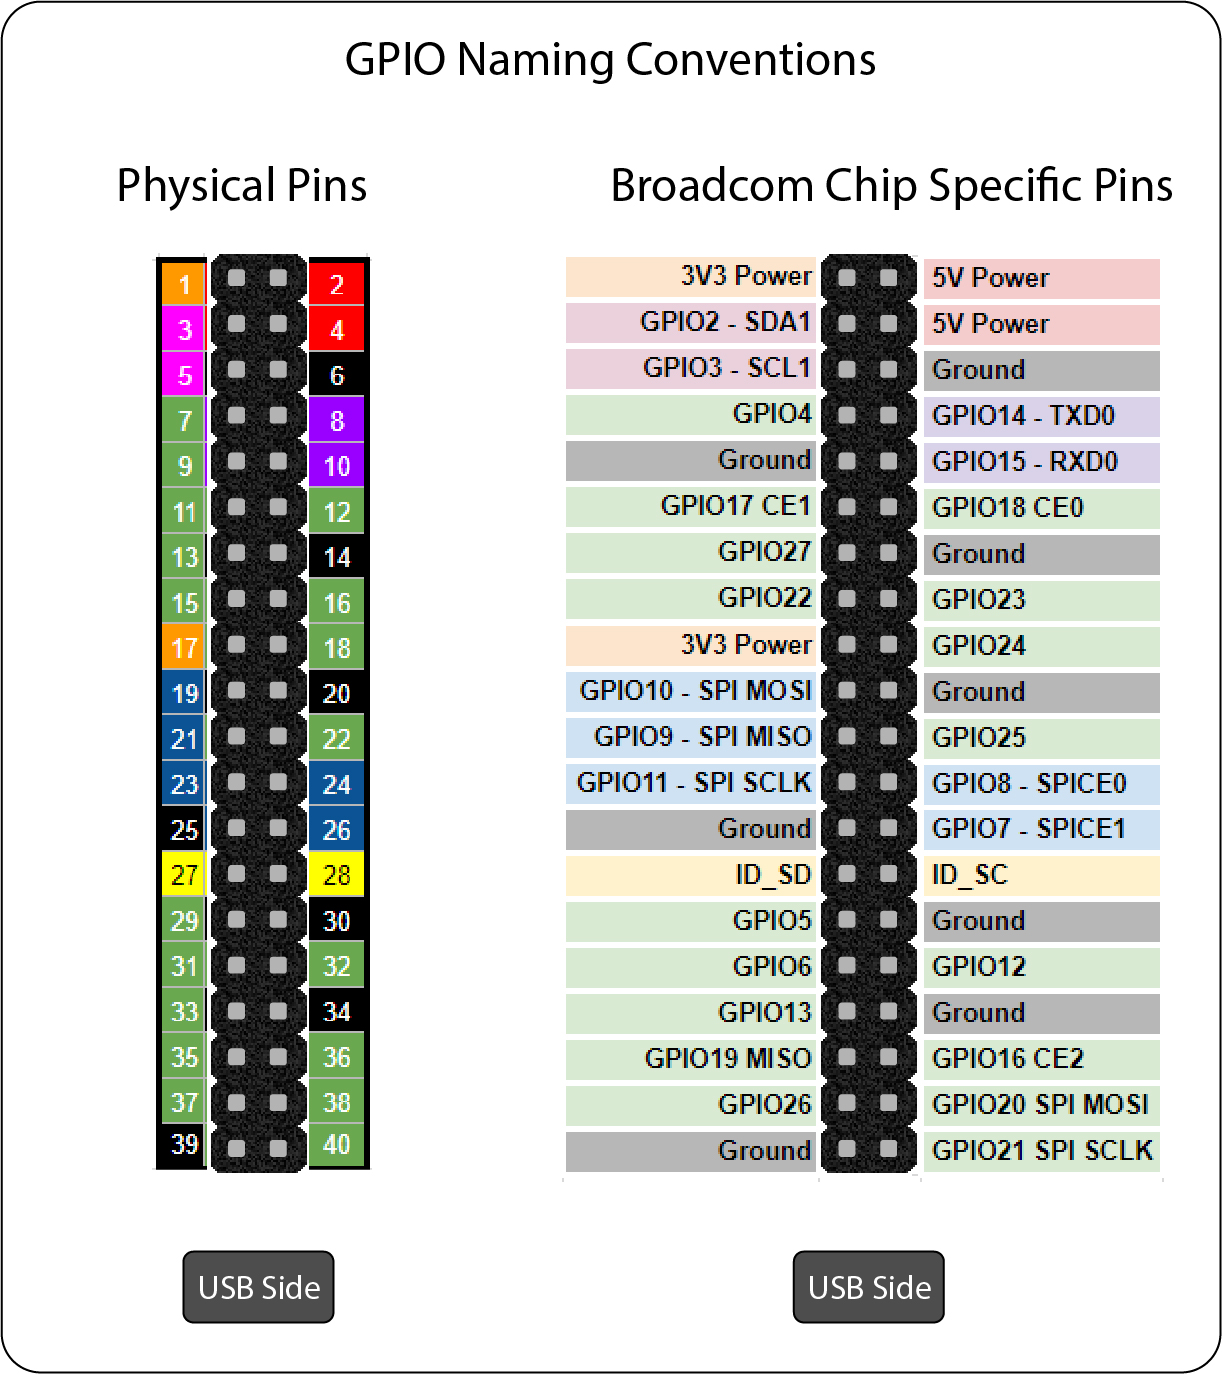 GPIO Naming Conventions
Physical Pins
1 2
3 4
5 6
7 8
9 10
11 12
13 14
15 16
17 18
19 20
21 22
23 24
25 26
27 28
29 30
31 32
33 34
35 36
37 38
39 40
USB Side
Broadcom Chip Specific Pins
3V3 Power 5V Power
GPIO2 - SDA1 5V Power
GPIO3 - SCL1 Ground
GPIO4 GPIO14 - TXD0
Ground GPIO15 - RXD0
GPIO17 CE1 GPIO18 CE0
GPIO27 Ground
GPIO22 GPIO23
3V3 Power GPIO24
GPIO10 - SPI MOSI Ground
GPIO9 - SPI MISO GPIO25
GPIO11 - SPI SCLK GPIO8 - SPICE0
Ground GPIO7 - SPICE1
ID_SD ID_SC
GPIO5 Ground
GPIO6 GPIO12
GPIO13 Ground
GPIO19 MISO GPIO16 CE2
GPIO26 GPIO20 SPI MOSI
Ground GPIO21 SPI SCLK
USB Side